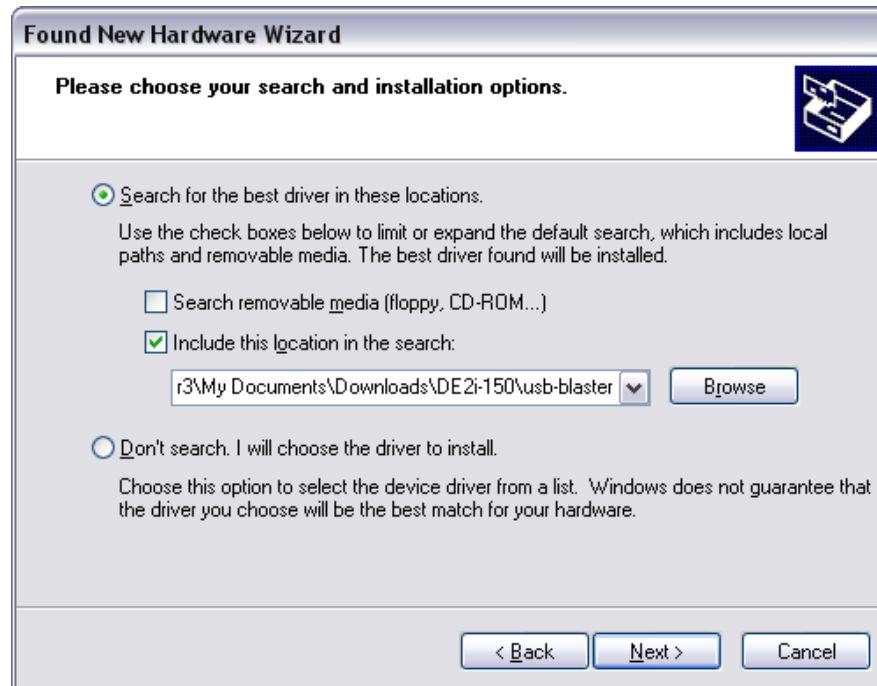 Found New Hardware Wizard
Please choose your search and installation options.
Search for the best driver in these locations.
Use the check boxes below to limit or expand the default search, which includes local
paths and removable media. The best driver found will be installed.
Search removable media (floppy, CD-ROM...)
Include this location in the search:
r3\My Documents\Downloads\DE2i-150\usb-blaster
Browse
Don't search. I will choose the driver to install.
Choose this option to select the device driver from a list. Windows does not guarantee that
the driver you choose will be the best match for your hardware.
< Back
Next >
Cancel